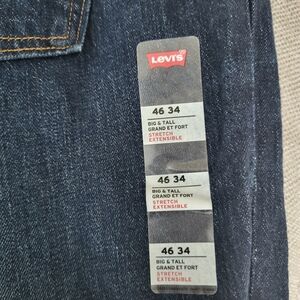 Levi's
46 34
BIG & TALL
GRAND ET FORT
STRETCH
EXTENSIBLE
46 34
BIG & TALL
GRAND ET FORT
STRETCH
EXTENSIBLE
46 34
BIG & TALL
GRAND ET FORT
STRETCH
EXTENSIBLE